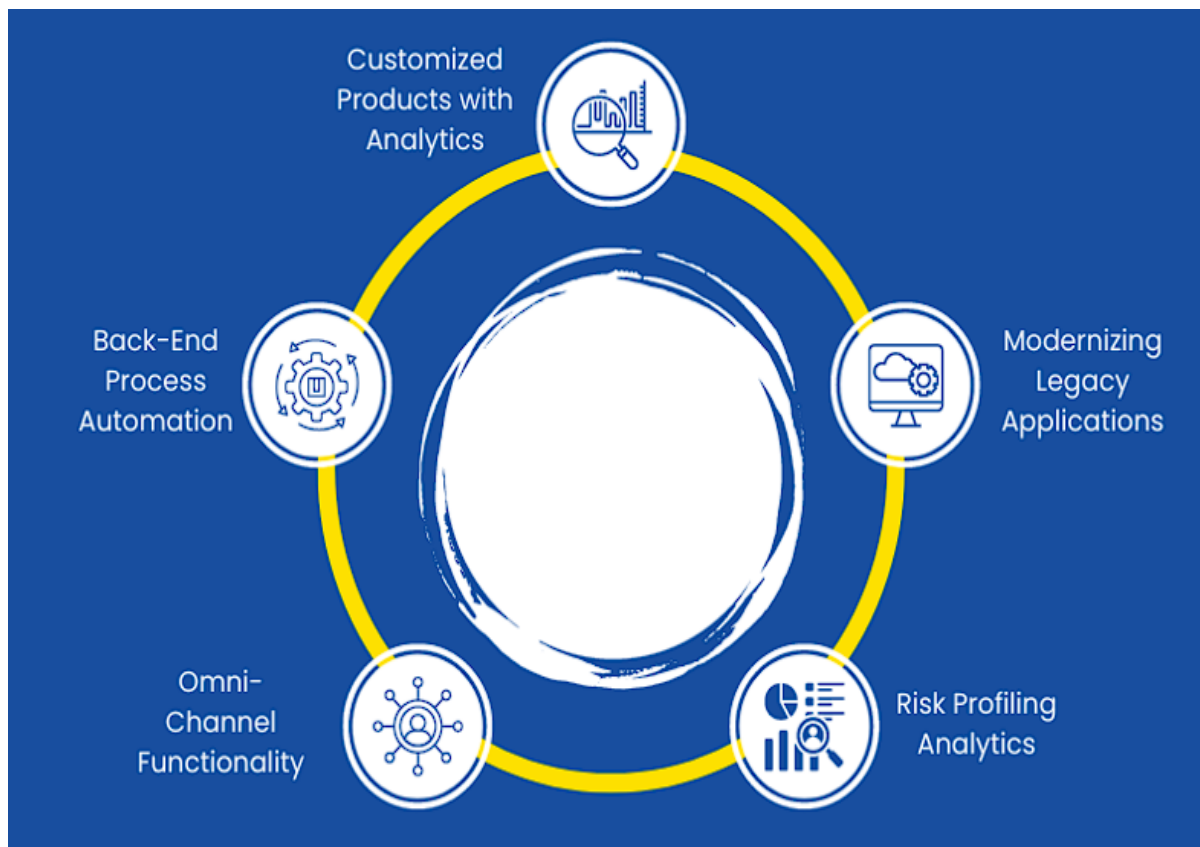 Customized
Products with
Analytics
Back-End
Process
Automation
Modernizing
Legacy
Applications
Omni-
Channel
Functionality
Risk Profiling
Analytics